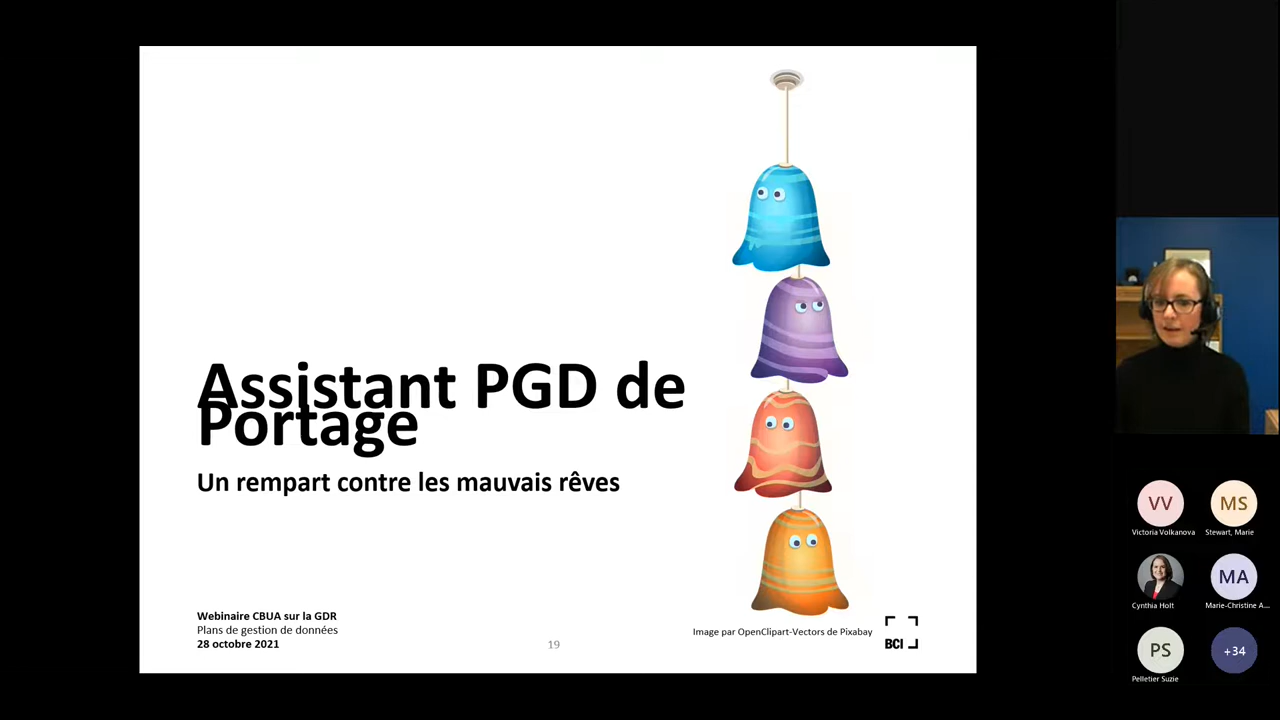 Assistant PGD de
Portage
Un rempart contre les mauvais rêves
Webinaire CBUA sur la GDR
Plans de gestion de données
28 octobre 2021
19
Image par OpenClipart-Vectors de Pixabay
BCI
VV
Victoria Volkanova
MS
Stewart, Marie
Cynthia Holt
MA
Marie-Christine A...
PS
Pelletier Suzie
+34